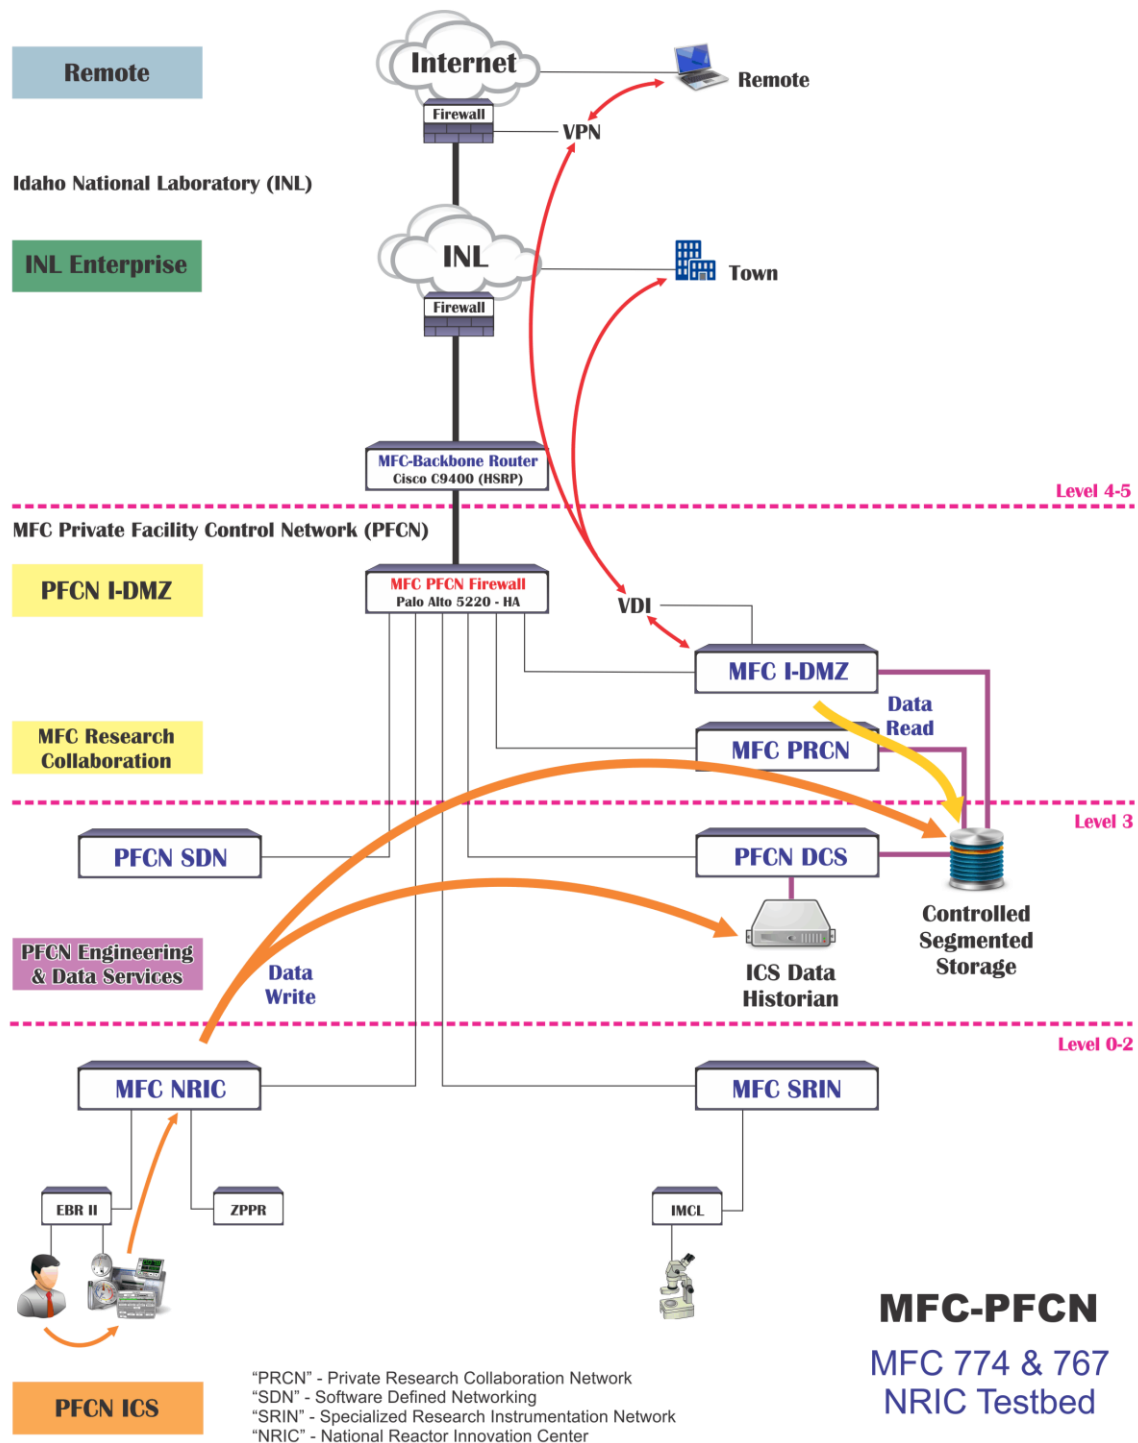 Remote
Internet
Remote
Firewall
VPN
Idaho National Laboratory (INL)
INL Enterprise
INL
Town
Firewall
MFC-Backbone Router
Cisco C9400 (HSRP)
Level 4-5
MFC Private Facility Control Network (PFCN)
PFCN I-DMZ
MFC PFCN Firewall
Palo Alto 5220 - HA
VDI
MFC I-DMZ
Data
Read
MFC Research
Collaboration
MFC PRCN
Level 3
PFCN SDN
PFCN DCS
Controlled
Segmented
Storage
PFCN Engineering
& Data Services
Data
Write
ICS Data
Historian
Level 0-2
MFC NRIC
MFC SRIN
EBR II
ZPPR
IMCL
MFC-PFCN
MFC 774 & 767
NRIC Testbed
PFCN ICS
“PRCN” - Private Research Collaboration Network
“SDN” - Software Defined Networking
“SRIN” - Specialized Research Instrumentation Network
“NRIC” - National Reactor Innovation Center